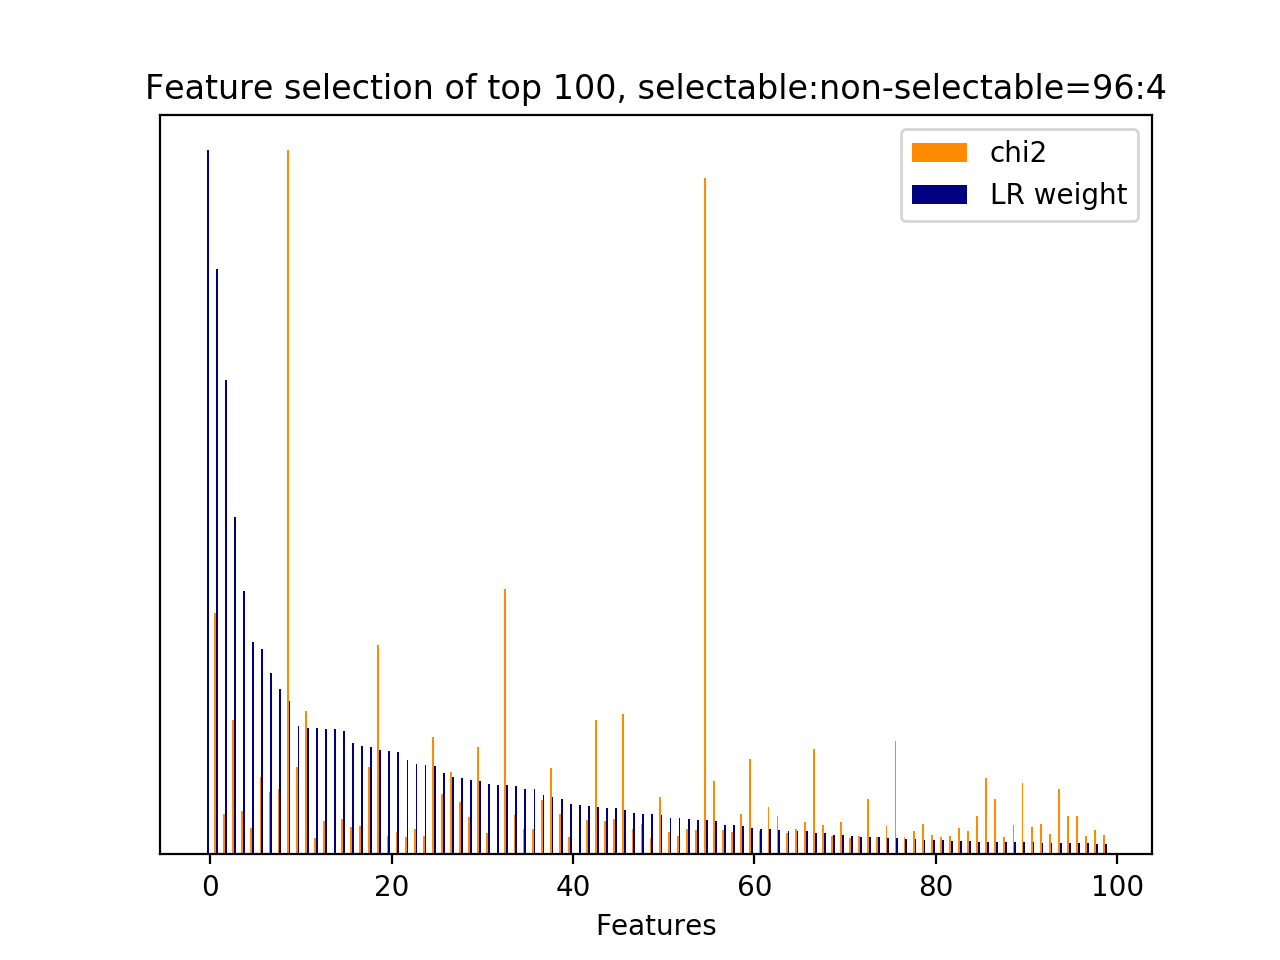 Feature selection of top 100, selectable:non-selectable=96:4
chi2
LR weight
0 20 40 60 80 100
Features